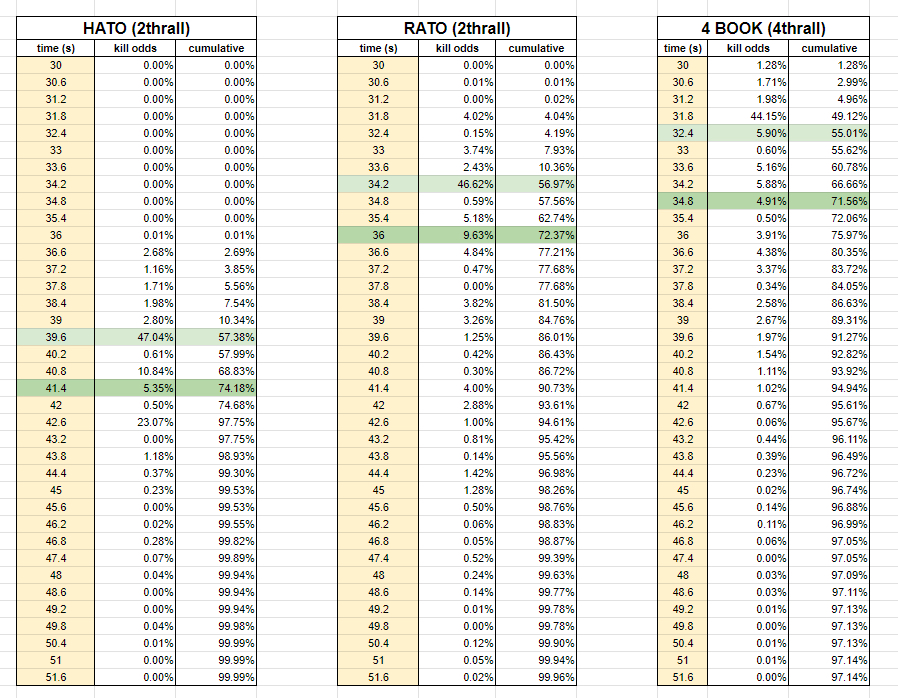 HATO (2thrall) RATO (2thrall) 4 BOOK (4thrall)
time (s) kill odds cumulative time (s) kill odds cumulative time (s) kill odds cumulative
30 0.00% 0.00% 30 0.00% 0.00% 30 1.28% 1.28%
30.6 0.00% 0.00% 30.6 0.01% 0.01% 30.6 1.71% 2.99%
31.2 0.00% 0.00% 31.2 0.00% 0.02% 31.2 1.98% 4.96%
31.8 0.00% 0.00% 31.8 4.02% 4.04% 31.8 44.15% 49.12%
32.4 0.00% 0.00% 32.4 0.15% 4.19% 32.4 5.90% 55.01%
33 0.00% 0.00% 33 3.74% 7.93% 33 0.60% 55.62%
33.6 0.00% 0.00% 33.6 2.43% 10.36% 33.6 5.16% 60.78%
34.2 0.00% 0.00% 34.2 46.62% 56.97% 34.2 5.88% 66.66%
34.8 0.00% 0.00% 34.8 0.59% 57.56% 34.8 4.91% 71.56%
35.4 0.00% 0.00% 35.4 5.18% 62.74% 35.4 0.50% 72.06%
36 0.01% 0.01% 36 9.63% 72.37% 36 3.91% 75.97%
36.6 2.68% 2.69% 36.6 4.84% 77.21% 36.6 4.38% 80.35%
37.2 1.16% 3.85% 37.2 0.47% 77.68% 37.2 3.37% 83.72%
37.8 1.71% 5.56% 37.8 0.00% 77.68% 37.8 0.34% 84.05%
38.4 1.98% 7.54% 38.4 3.82% 81.50% 38.4 2.58% 86.63%
39 2.80% 10.34% 39 3.26% 84.76% 39 2.67% 89.31%
39.6 47.04% 57.38% 39.6 1.25% 86.01% 39.6 1.97% 91.27%
40.2 0.61% 57.99% 40.2 0.42% 86.43% 40.2 1.54% 92.82%
40.8 10.84% 68.83% 40.8 0.30% 86.72% 40.8 1.11% 93.92%
41.4 5.35% 74.18% 41.4 4.00% 90.73% 41.4 1.02% 94.94%
42 0.50% 74.68% 42 2.88% 93.61% 42 0.67% 95.61%
42.6 23.07% 97.75% 42.6 1.00% 94.61% 42.6 0.06% 95.67%
43.2 0.00% 97.75% 43.2 0.81% 95.42% 43.2 0.44% 96.11%
43.8 1.18% 98.93% 43.8 0.14% 95.56% 43.8 0.39% 96.49%
44.4 0.37% 99.30% 44.4 1.42% 96.98% 44.4 0.23% 96.72%
45 0.23% 99.53% 45 1.28% 98.26% 45 0.02% 96.74%
45.6 0.00% 99.53% 45.6 0.50% 98.76% 45.6 0.14% 96.88%
46.2 0.02% 99.55% 46.2 0.06% 98.83% 46.2 0.11% 96.99%
46.8 0.28% 99.82% 46.8 0.05% 98.87% 46.8 0.06% 97.05%
47.4 0.07% 99.89% 47.4 0.52% 99.39% 47.4 0.00% 97.05%
48 0.04% 99.94% 48 0.24% 99.63% 48 0.03% 97.09%
48.6 0.00% 99.94% 48.6 0.14% 99.77% 48.6 0.03% 97.11%
49.2 0.00% 99.94% 49.2 0.01% 99.78% 49.2 0.01% 97.13%
49.8 0.04% 99.98% 49.8 0.00% 99.78% 49.8 0.00% 97.13%
50.4 0.01% 99.99% 50.4 0.12% 99.90% 50.4 0.01% 97.13%
51 0.00% 99.99% 51 0.05% 99.94% 51 0.01% 97.14%
51.6 0.00% 99.99% 51.6 0.02% 99.96% 51.6 0.00% 97.14%